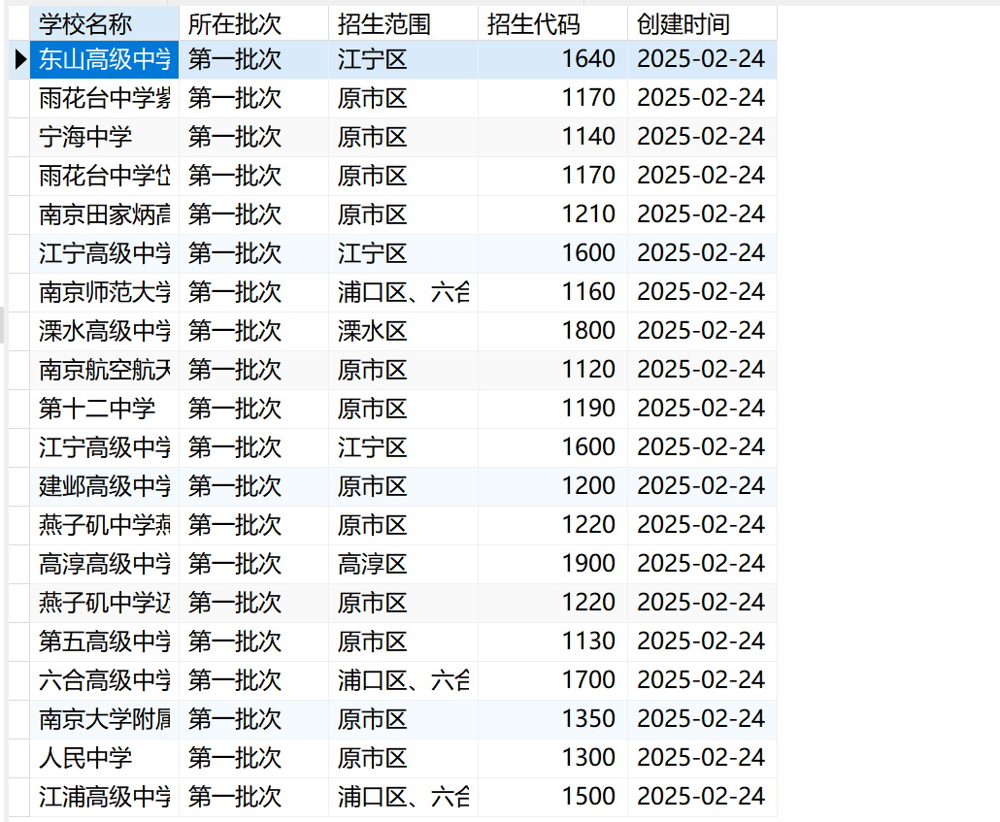 学校名称 所在批次 招生范围 招生代码 创建时间
东山高级中学 第一批次 江宁区 1640 2025-02-24
雨花台中学紫 第一批次 原市区 1170 2025-02-24
宁海中学 第一批次 原市区 1140 2025-02-24
雨花台中学岱 第一批次 原市区 1170 2025-02-24
南京田家炳高 第一批次 原市区 1210 2025-02-24
江宁高级中学 第一批次 江宁区 1600 2025-02-24
南京师范大学 第一批次 浦口区、六合 1160 2025-02-24
溧水高级中学 第一批次 溧水区 1800 2025-02-24
南京航空航天 第一批次 原市区 1120 2025-02-24
第十二中学 第一批次 原市区 1190 2025-02-24
江宁高级中学 第一批次 江宁区 1600 2025-02-24
建邺高级中学 第一批次 原市区 1200 2025-02-24
燕子矶中学燕 第一批次 原市区 1220 2025-02-24
高淳高级中学 第一批次 高淳区 1900 2025-02-24
燕子矶中学迈 第一批次 原市区 1220 2025-02-24
第五高级中学 第一批次 原市区 1130 2025-02-24
六合高级中学 第一批次 浦口区、六合 1700 2025-02-24
南京大学附属 第一批次 原市区 1350 2025-02-24
人民中学 第一批次 原市区 1300 2025-02-24
江浦高级中学 第一批次 浦口区、六合 1500 2025-02-24